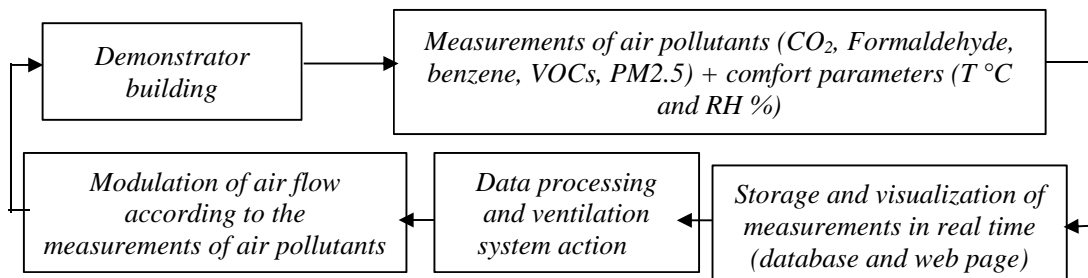 Demonstrator
building
Measurements of air pollutants (CO₂, Formaldehyde,
benzene, VOCs, PM2.5) + comfort parameters (T °C
and RH %)
Storage and visualization of
measurements in real time
(database and web page)
Data processing
and ventilation
system action
Modulation of air flow
according to the
measurements of air pollutants